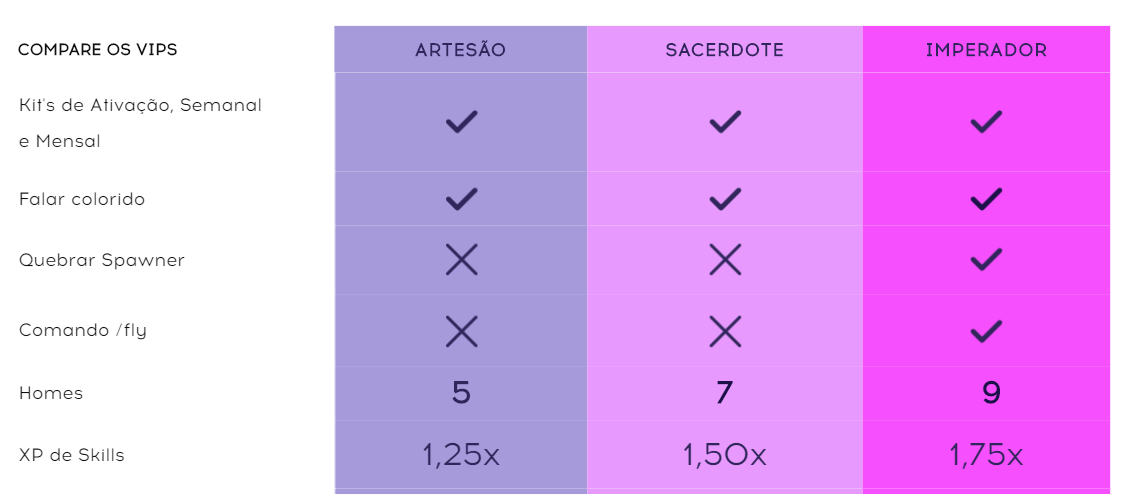 COMPARE OS VIPS ARTESÃO SACERDOTE IMPERADOR
Kit's de Ativação, Semanal
e Mensal
Falar colorido
Quebrar Spawner
Comando /fly
Homes 5 7 9
XP de Skills 1,25x 1,50x 1,75x